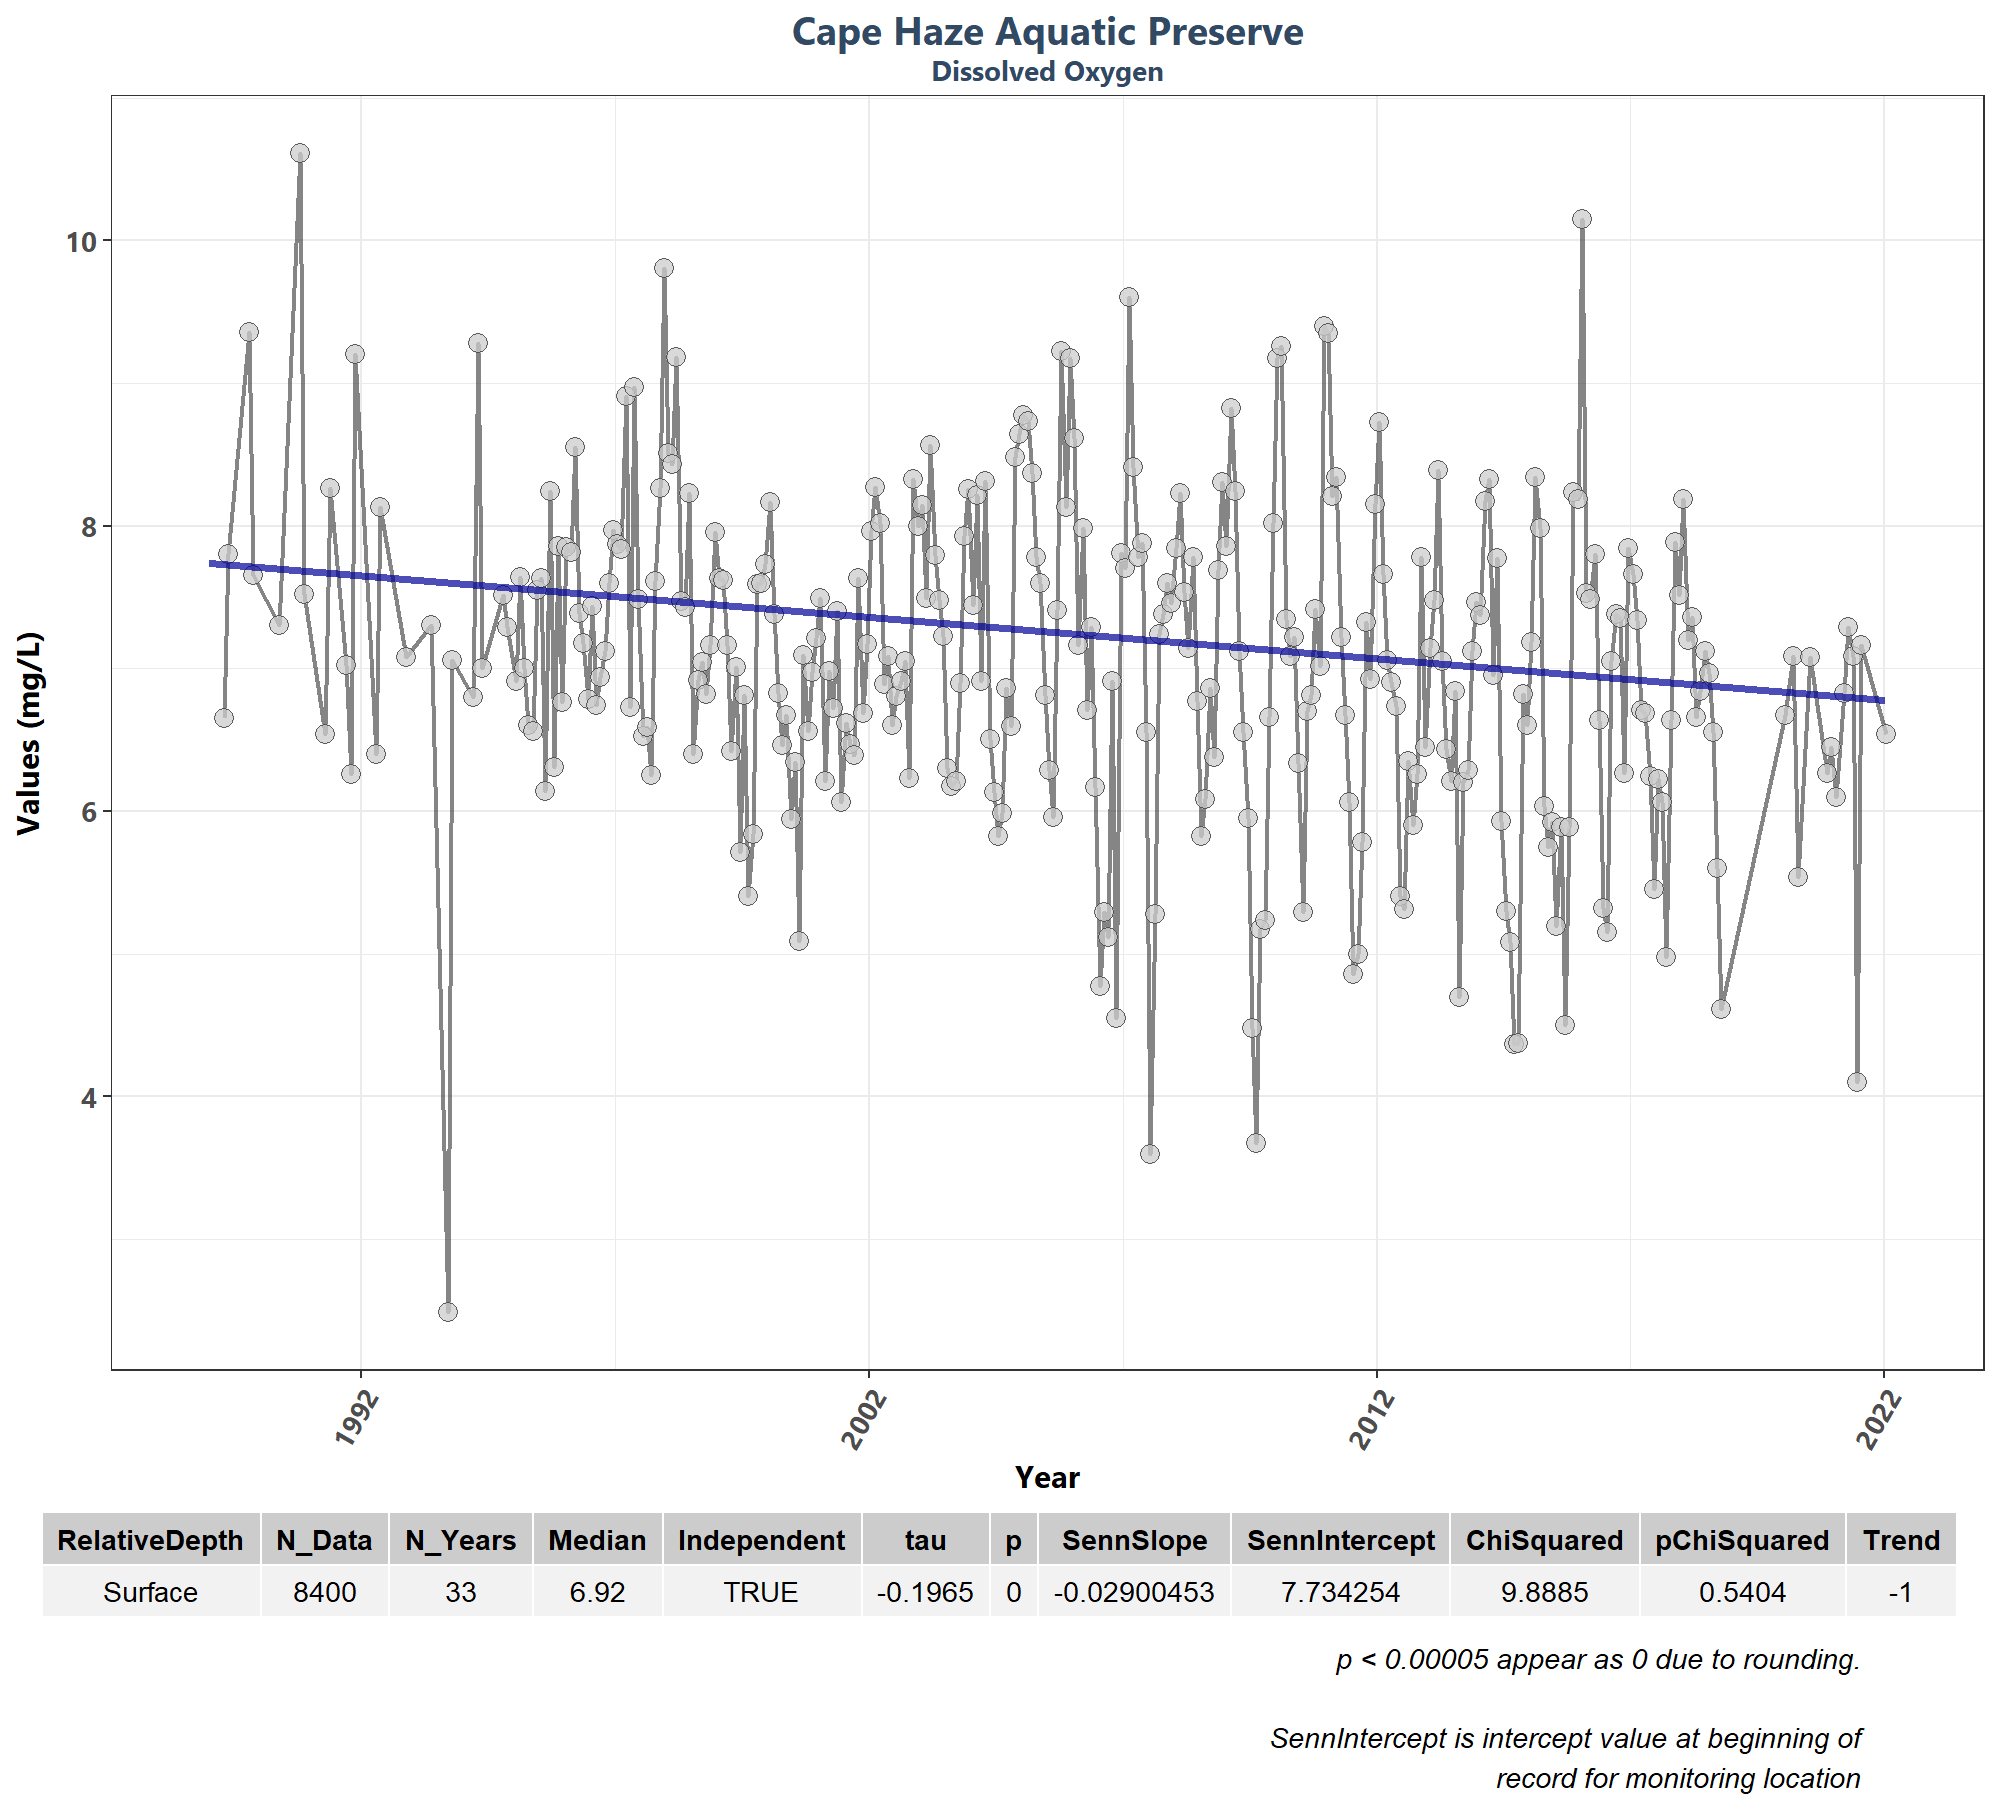 Cape Haze Aquatic Preserve
Dissolved Oxygen
Values (mg/L)
10
8
6
4
1992
2002
2012
2022
Year
RelativeDepth N_Data N_Years Median Independent tau p SennSlope SennIntercept ChiSquared pChiSquared Trend
Surface 8400 33 6.92 TRUE -0.1965 0 -0.02900453 7.734254 9.8885 0.5404 -1
p < 0.00005 appear as 0 due to rounding.
SennIntercept is intercept value at beginning of
record for monitoring location